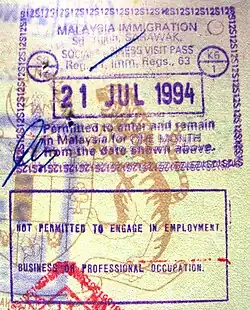 MALAYSIA IMMIGRATION
SARAWAK.
SOCIAL BUSINESS VISIT PASS
Reg. Imm. Regs., 63
21 JUL 1994
Permitted to enter and remain
in Malaysia for ONE MONTH
from the date shown above.
NOT PERMITTED TO ENGAGE IN EMPLOYMENT,
BUSINESS OR PROFESSIONAL OCCUPATION.